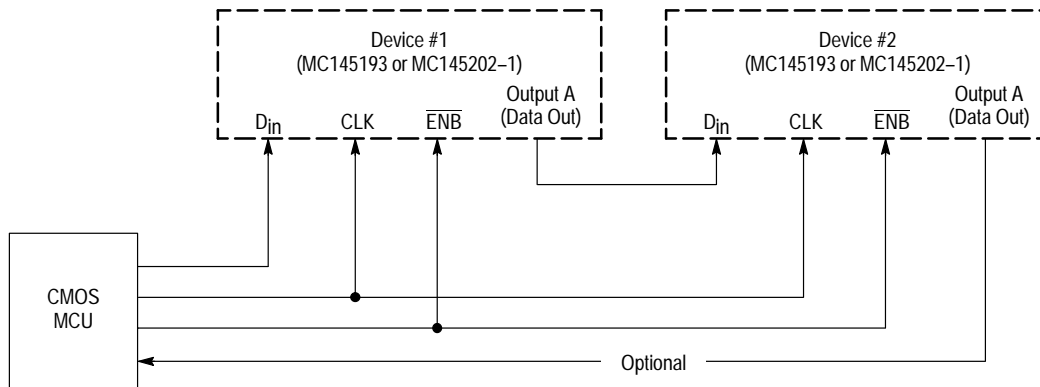 Device #1
(MC145193 or MC145202–1)
Output A
(Data Out)
Din
CLK
ENB
Device #2
(MC145193 or MC145202–1)
Output A
(Data Out)
Din
CLK
ENB
CMOS
MCU
Optional